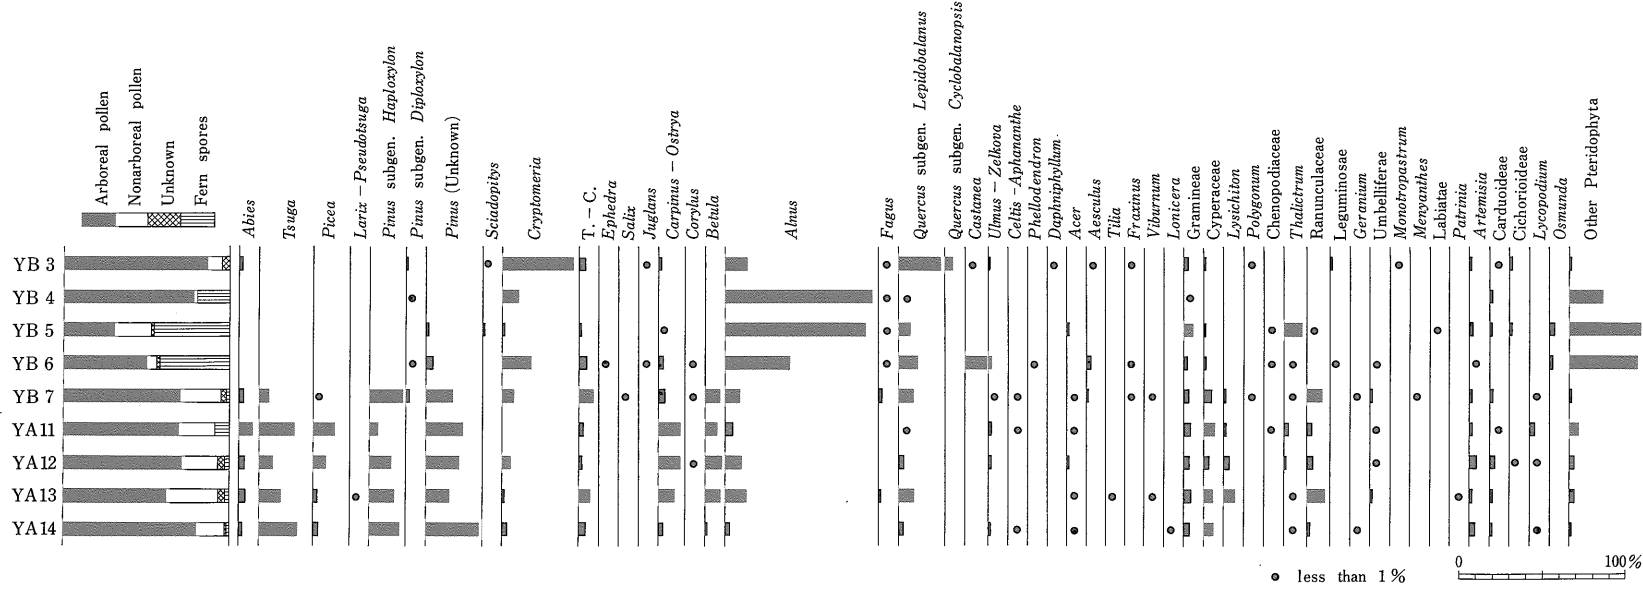 Arboreal pollen
Nonarboreal pollen
Unknown
Fern spores
Abies
Tsuga
Picea
Larix – Pseudotsuga
Pinus subgen. Haploxylon
Pinus subgen. Diploxylon
Pinus (Unknown)
Sciadopitys
Cryptomeria
T. – C.
Ephedra
Salix
Juglans
Carpinus – Ostrya
Corylus
Betula
Alnus
Fagus
Quercus subgen. Lepidobalanus
Quercus subgen. Cyclobalanopsis
Castanea
Ulmus – Zelkova
Celtis – Aphananthe
Phellodendron
Daphniphyllum
Acer
Aesculus
Tilia
Fraxinus
Viburnum
Lonicera
Gramineae
Cyperaceae
Lysichiton
Polygonum
Chenopodiaceae
Thalictrum
Ranunculaceae
Leguminosae
Geranium
Umbelliferae
Monotropastrum
Menyanthes
Labiatae
Patrinia
Artemisia
Carduoideae
Cichorioideae
Lycopodium
Osmunda
Other Pteridophyta
YB 3
YB 4
YB 5
YB 6
YB 7
YA11
YA12
YA13
YA14
less than 1 %
0 100%